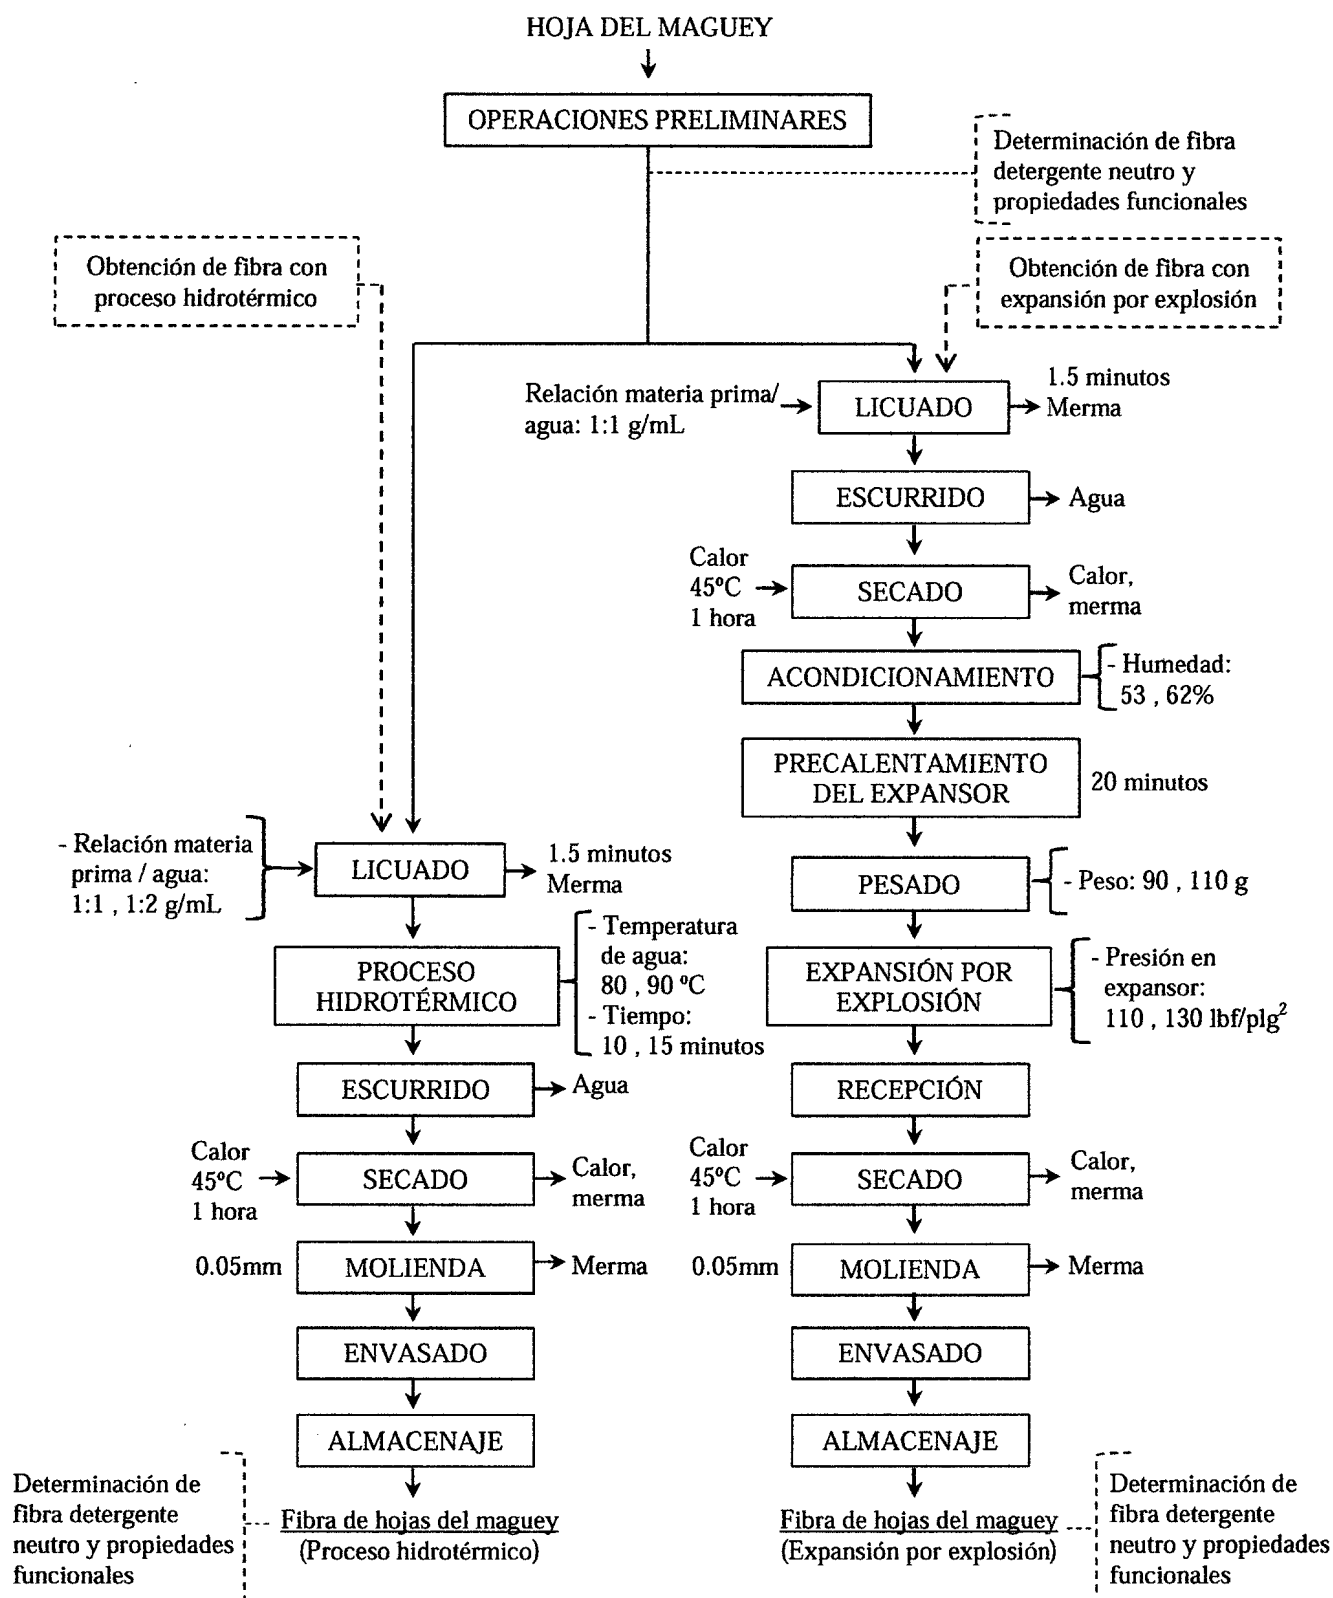 HOJA DEL MAGUEY
OPERACIONES PRELIMINARES
Determinación de fibra
detergente neutro y
propiedades funcionales
Obtención de fibra con
proceso hidrotérmico
Obtención de fibra con
expansión por explosión
Relación materia prima/
agua: 1:1 g/mL
LICUADO
1.5 minutos
Merma
ESCURRIDO
Agua
Calor
45ºC
1 hora
SECADO
Calor,
merma
ACONDICIONAMIENTO
- Humedad:
53 , 62%
PRECALENTAMIENTO
DEL EXPANSOR
20 minutos
PESADO
- Peso: 90 , 110 g
EXPANSIÓN POR
EXPLOSIÓN
- Presión en
expansor:
110 , 130 lbf/plg²
RECEPCIÓN
Calor
45ºC
1 hora
SECADO
Calor,
merma
0.05mm
MOLIENDA
Merma
ENVASADO
ALMACENAJE
Fibra de hojas del maguey
(Expansión por explosión)
Determinación de
fibra detergente
neutro y propiedades
funcionales
- Relación materia
prima / agua:
1:1 , 1:2 g/mL
LICUADO
1.5 minutos
Merma
PROCESO
HIDROTÉRMICO
- Temperatura
de agua:
80 , 90 ºC
- Tiempo:
10 , 15 minutos
ESCURRIDO
Agua
Calor
45ºC
1 hora
SECADO
Calor,
merma
0.05mm
MOLIENDA
Merma
ENVASADO
ALMACENAJE
Fibra de hojas del maguey
(Proceso hidrotérmico)
Determinación de
fibra detergente
neutro y propiedades
funcionales